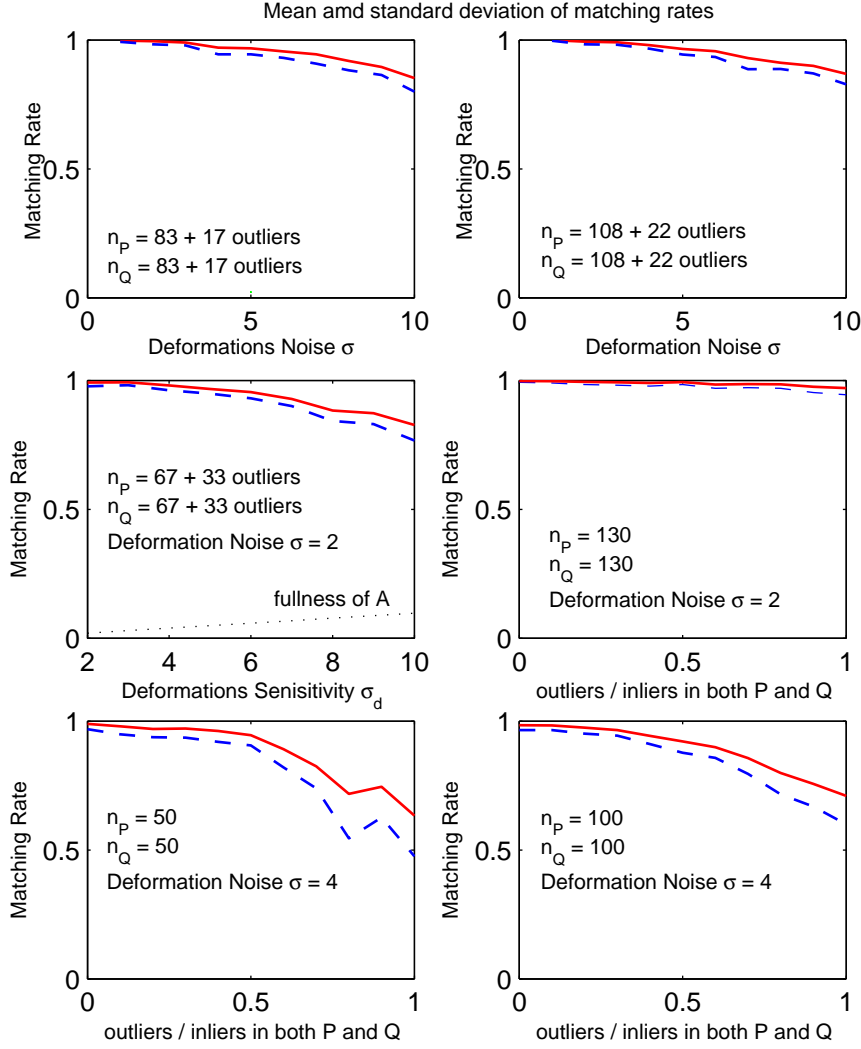 Mean amd standard deviation of matching rates
1
0.5
0
Matching Rate
n_P = 83 + 17 outliers
n_Q = 83 + 17 outliers
0 5 10
Deformations Noise σ
1
0.5
0
Matching Rate
n_P = 108 + 22 outliers
n_Q = 108 + 22 outliers
0 5 10
Deformation Noise σ
1
0.5
0
Matching Rate
n_P = 67 + 33 outliers
n_Q = 67 + 33 outliers
Deformation Noise σ = 2
fullness of A
2 4 6 8 10
Deformations Senisitivity σ_d
1
0.5
0
Matching Rate
n_P = 130
n_Q = 130
Deformation Noise σ = 2
0 0.5 1
outliers / inliers in both P and Q
1
0.5
0
Matching Rate
n_P = 50
n_Q = 50
Deformation Noise σ = 4
0 0.5 1
outliers / inliers in both P and Q
1
0.5
0
Matching Rate
n_P = 100
n_Q = 100
Deformation Noise σ = 4
0 0.5 1
outliers / inliers in both P and Q